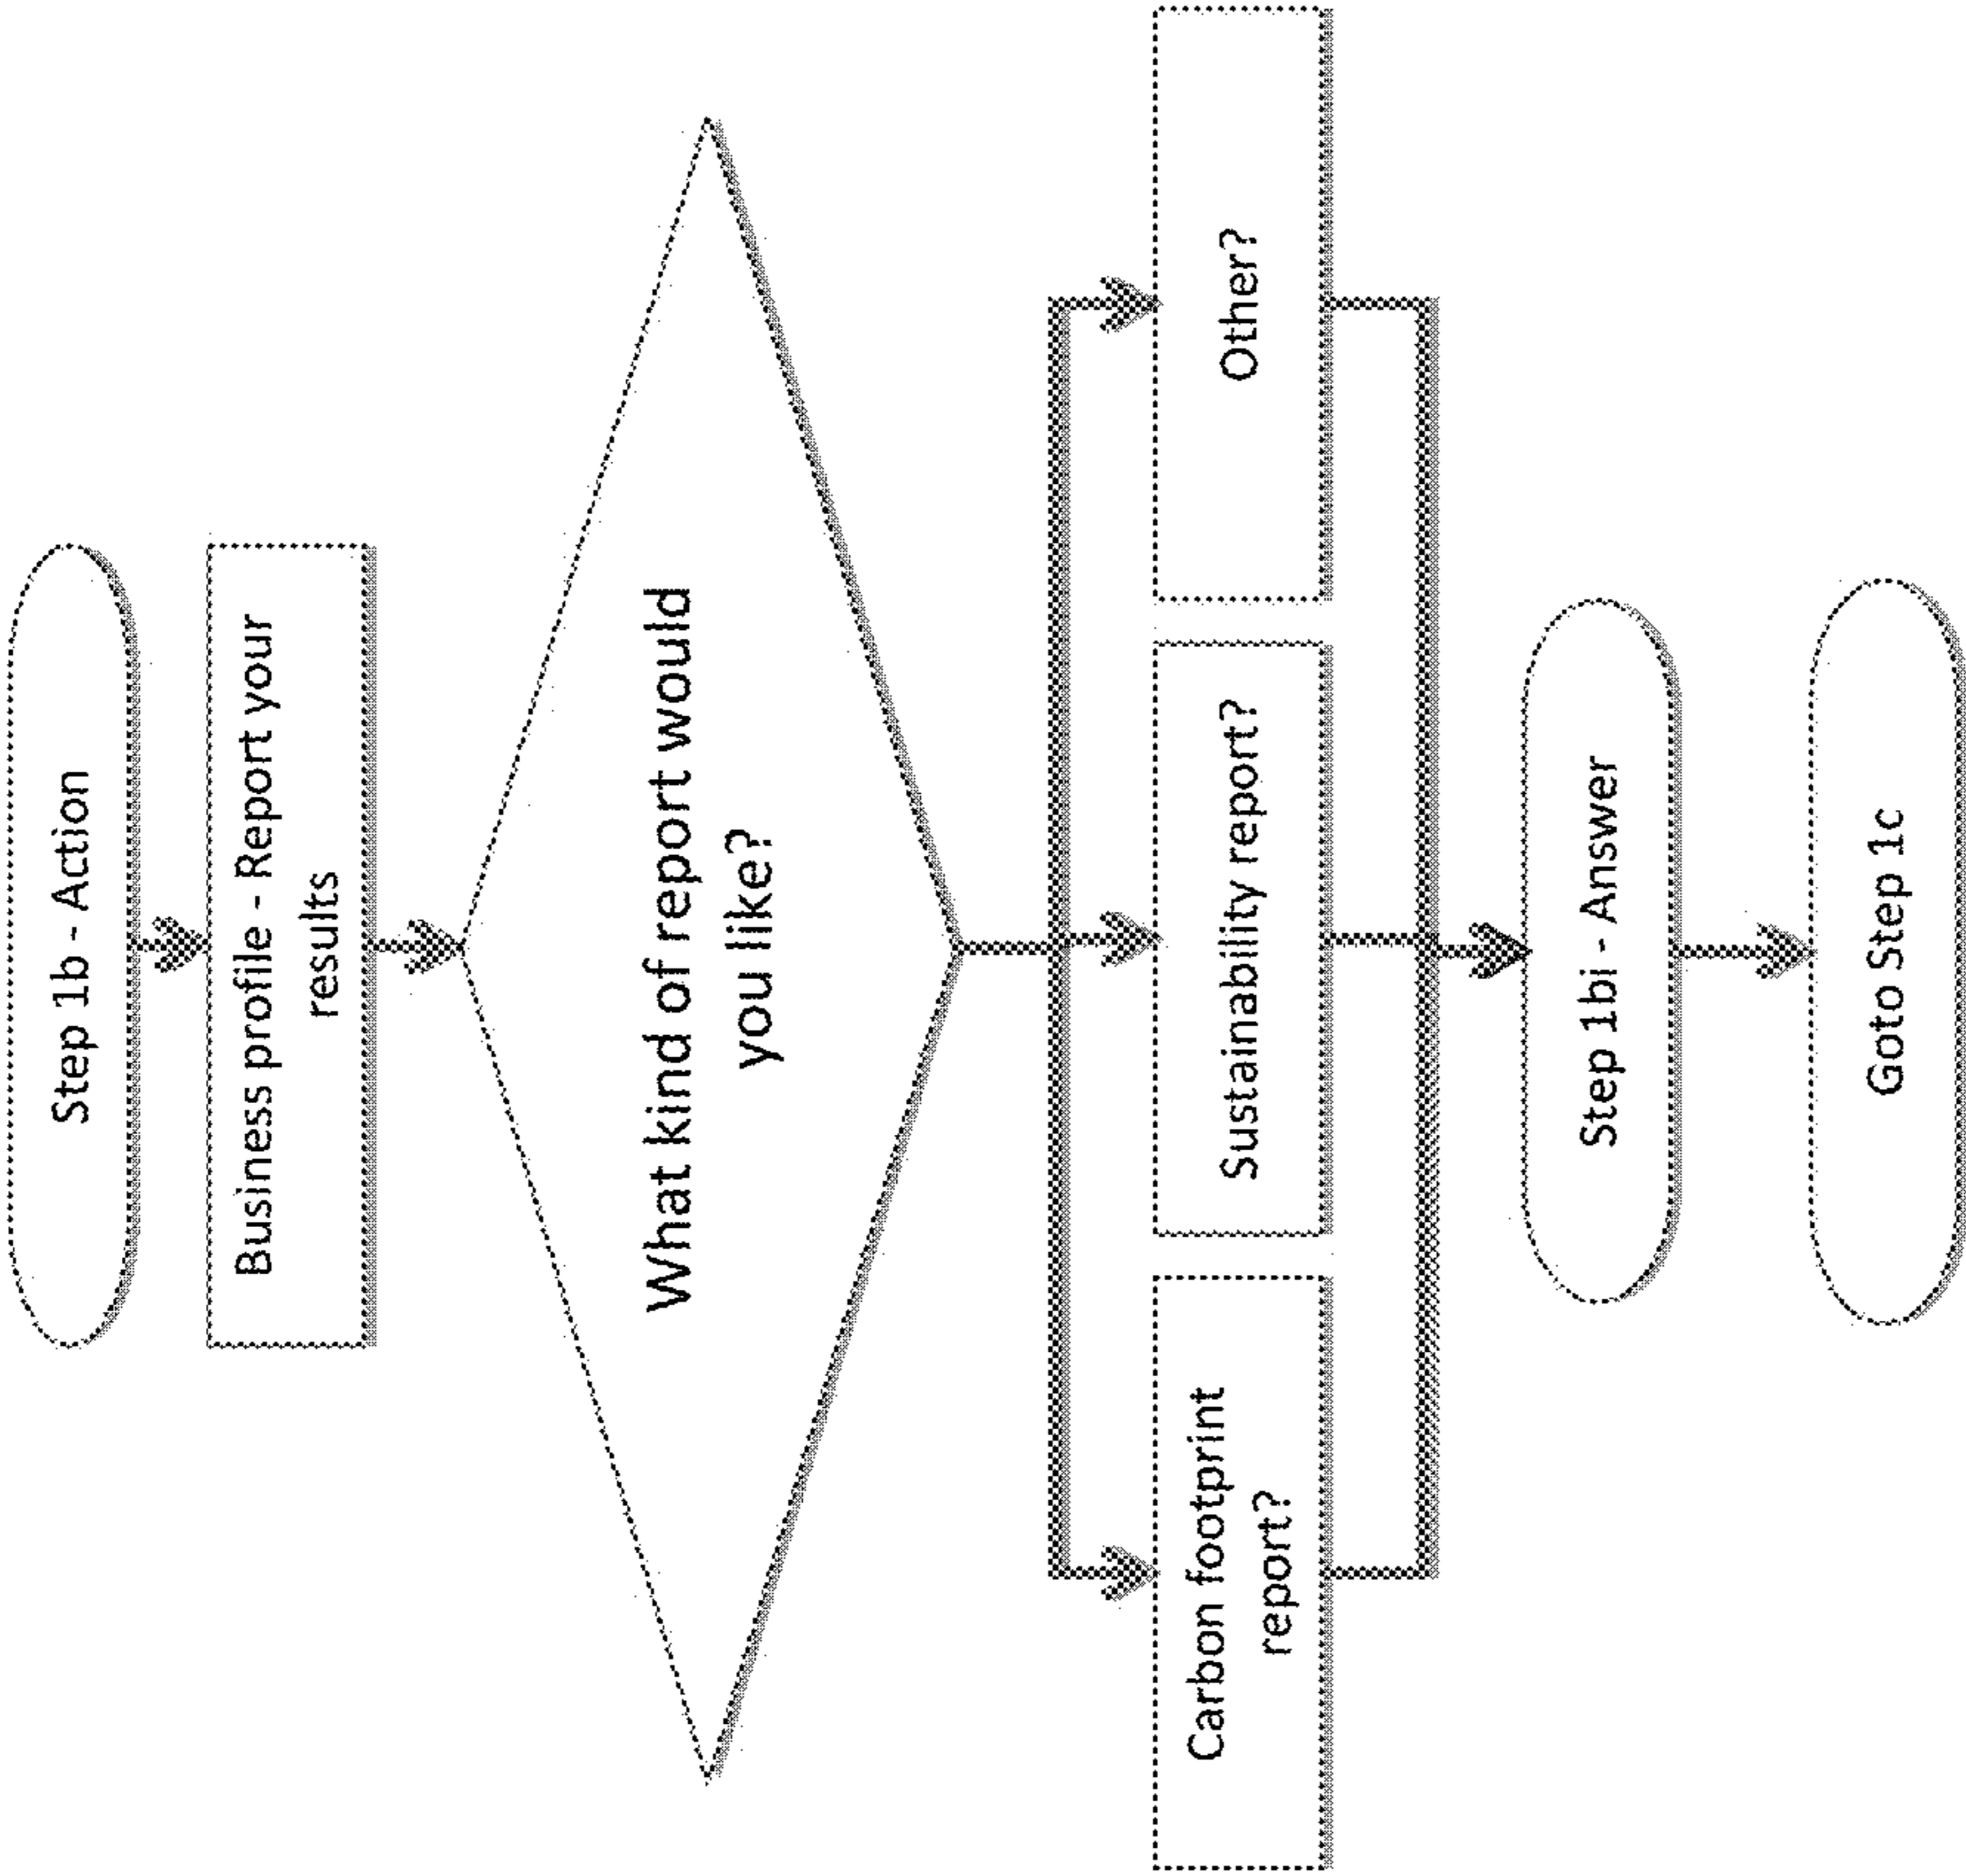 Step 1b - Action
Business profile - Report your
results
What kind of report would
you like?
Carbon footprint
report?
Sustainability report?
Other?
Step 1bi - Answer
Goto Step 1c